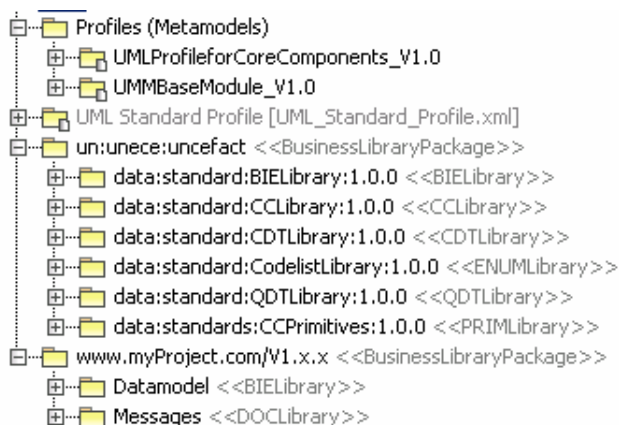 Profiles (Metamodels)
UMLProfileforCoreComponents_V1.0
UMMBaseModule_V1.0
UML Standard Profile [UML_Standard_Profile.xml]
un:unece:uncefact <<BusinessLibraryPackage>>
data:standard:BIELibrary:1.0.0 <<BIELibrary>>
data:standard:CCLibrary:1.0.0 <<CCLibrary>>
data:standard:CDTLibrary:1.0.0 <<CDTLibrary>>
data:standard:CodelistLibrary:1.0.0 <<ENUMLibrary>>
data:standard:QDTLibrary:1.0.0 <<QDTLibrary>>
data:standards:CCPrimitives:1.0.0 <<PRIMLibrary>>
www.myProject.com/V1.x.x <<BusinessLibraryPackage>>
Datamodel <<BIELibrary>>
Messages <<DOCLibrary>>